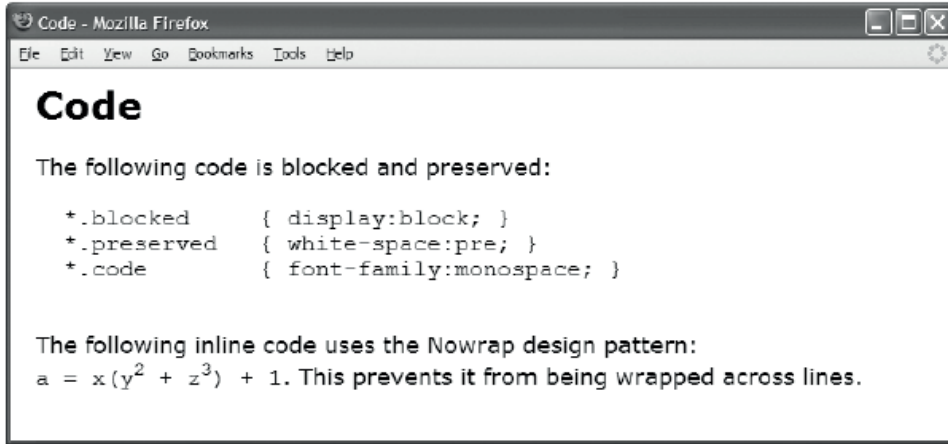 Code - Mozilla Firefox
File Edit View Go Bookmarks Tools Help
Code
The following code is blocked and preserved:
*.blocked { display:block; }
*.preserved { white-space:pre; }
*.code { font-family:monospace; }
The following inline code uses the Nowrap design pattern:
a = x(y² + z³) + 1. This prevents it from being wrapped across lines.